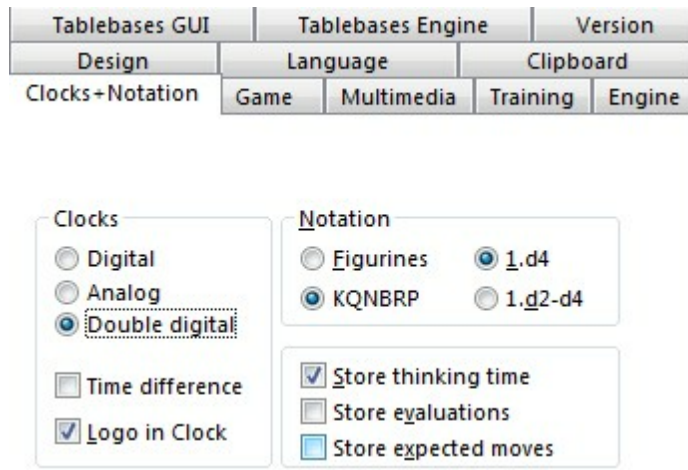 Tablebases GUI Tablebases Engine Version
Design Language Clipboard
Clocks+Notation Game Multimedia Training Engine
Clocks
Digital
Analog
Double digital
Time difference
Logo in Clock
Notation
Figurines 1.d4
KQNBRP 1.d2-d4
Store thinking time
Store evaluations
Store expected moves